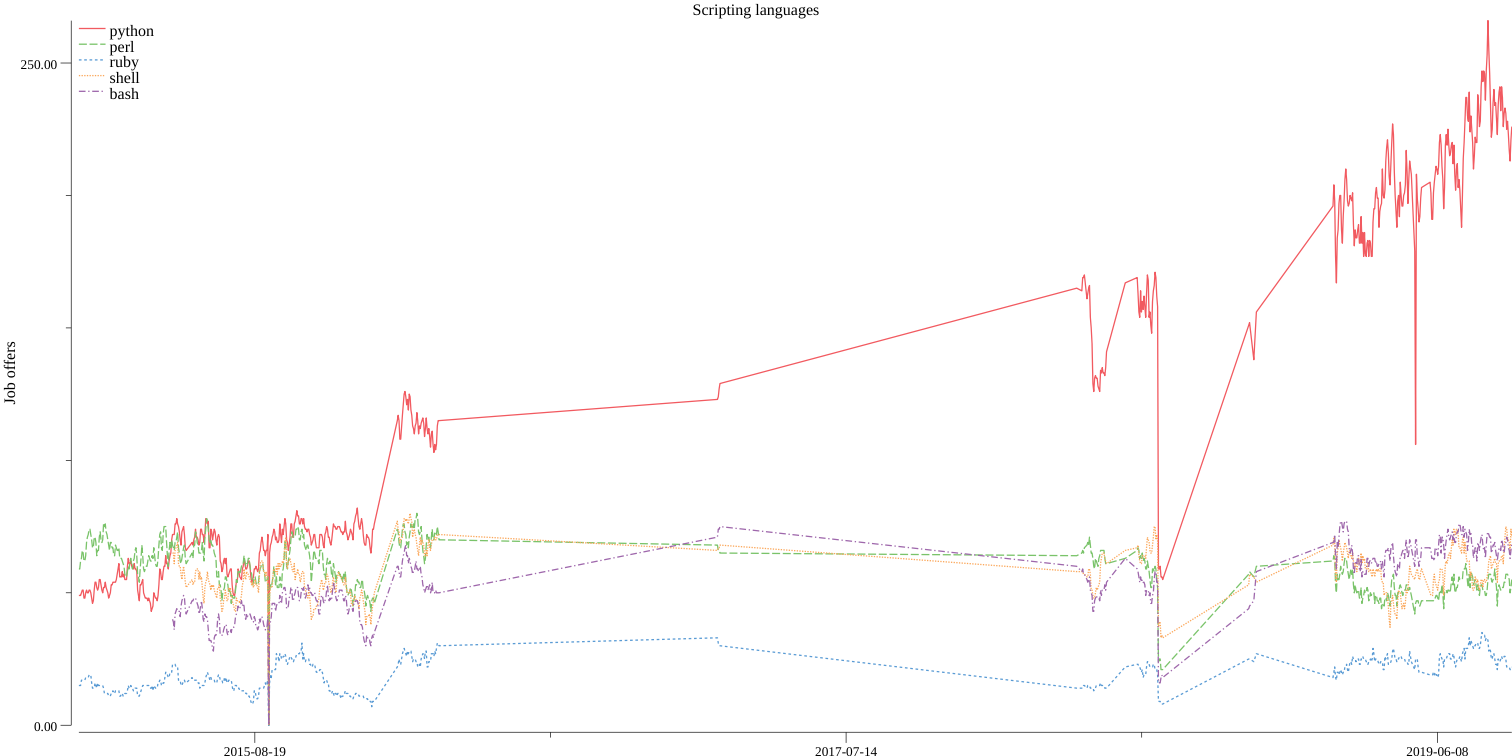 Scripting languages
python
perl
ruby
shell
bash
250.00
Job offers
0.00
2015-08-19
2017-07-14
2019-06-08